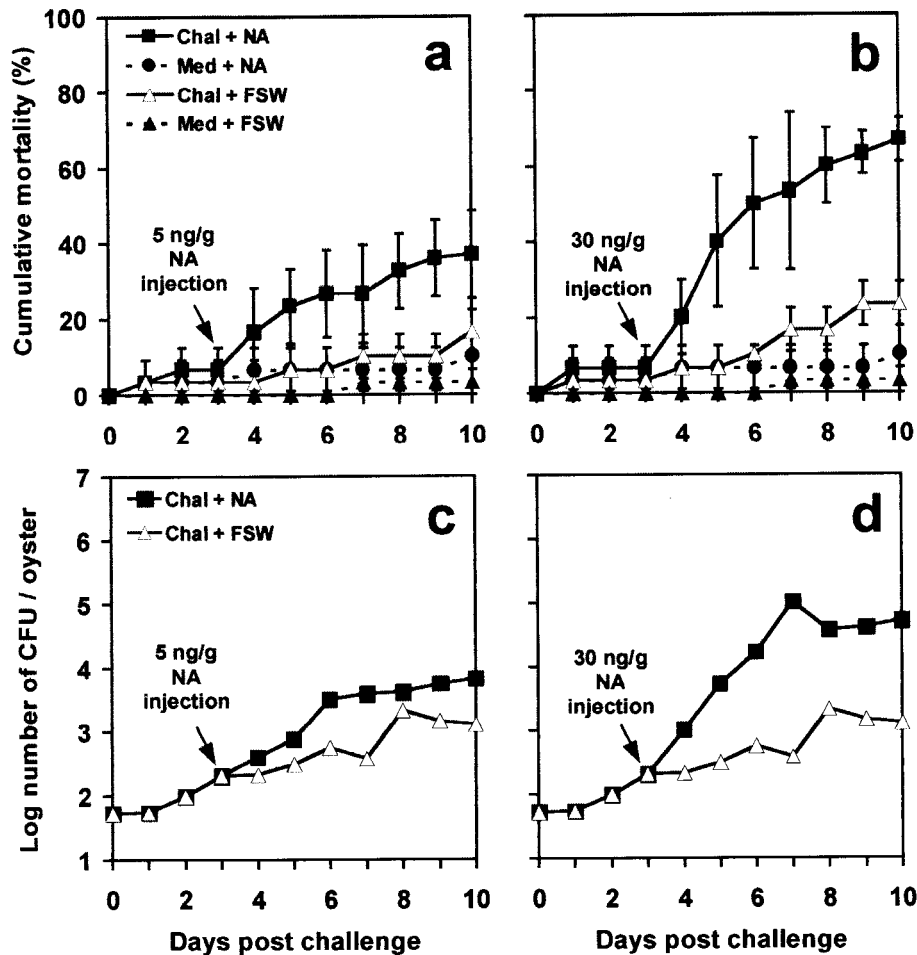 Cumulative mortality (%)
100
80
60
40
20
0
Chal + NA
Med + NA
Chal + FSW
Med + FSW
a
5 ng/g
NA
injection
0 2 4 6 8 10
b
30 ng/g
NA
injection
0 2 4 6 8 10
Log number of CFU / oyster
7
6
5
4
3
2
1
Chal + NA
Chal + FSW
c
5 ng/g
NA
injection
0 2 4 6 8 10
Days post challenge
d
30 ng/g
NA
injection
0 2 4 6 8 10
Days post challenge